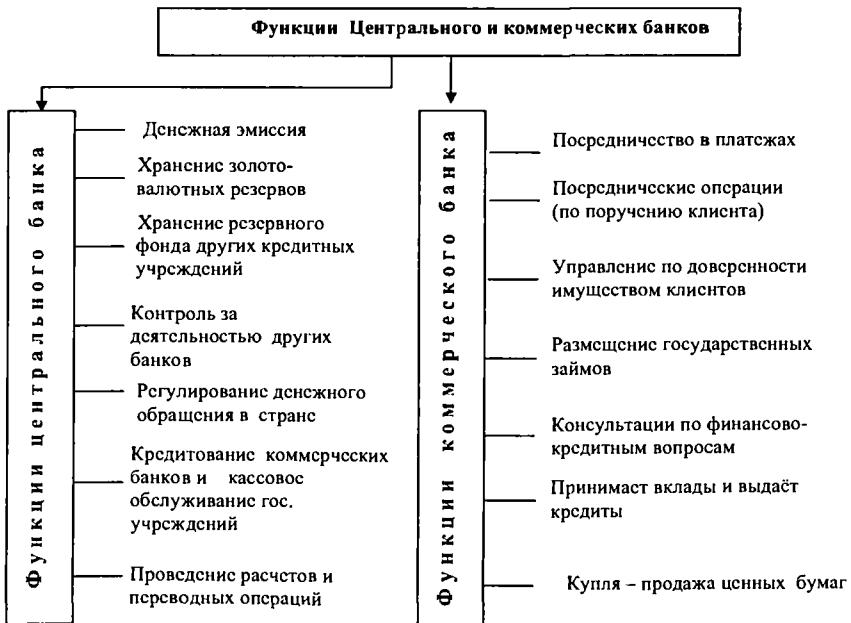 Функции Центрального и коммерческих банков
Функции центрального банка
Денежная эмиссия
Хранение золото-
валютных резервов
Хранение резервного
фонда других кредитных
учреждений
Контроль за
деятельностью других
банков
Регулирование денежного
обращения в стране
Кредитование коммерческих
банков и кассовое
обслуживание гос.
учреждений
Проведение расчетов и
переводных операций
Функции коммерческого банка
Посредничество в платежах
Посреднические операции
(по поручению клиента)
Управление по доверенности
имуществом клиентов
Размещение государственных
займов
Консультации по финансово-
кредитным вопросам
Принимает вклады и выдаёт
кредиты
Купля – продажа ценных бумаг